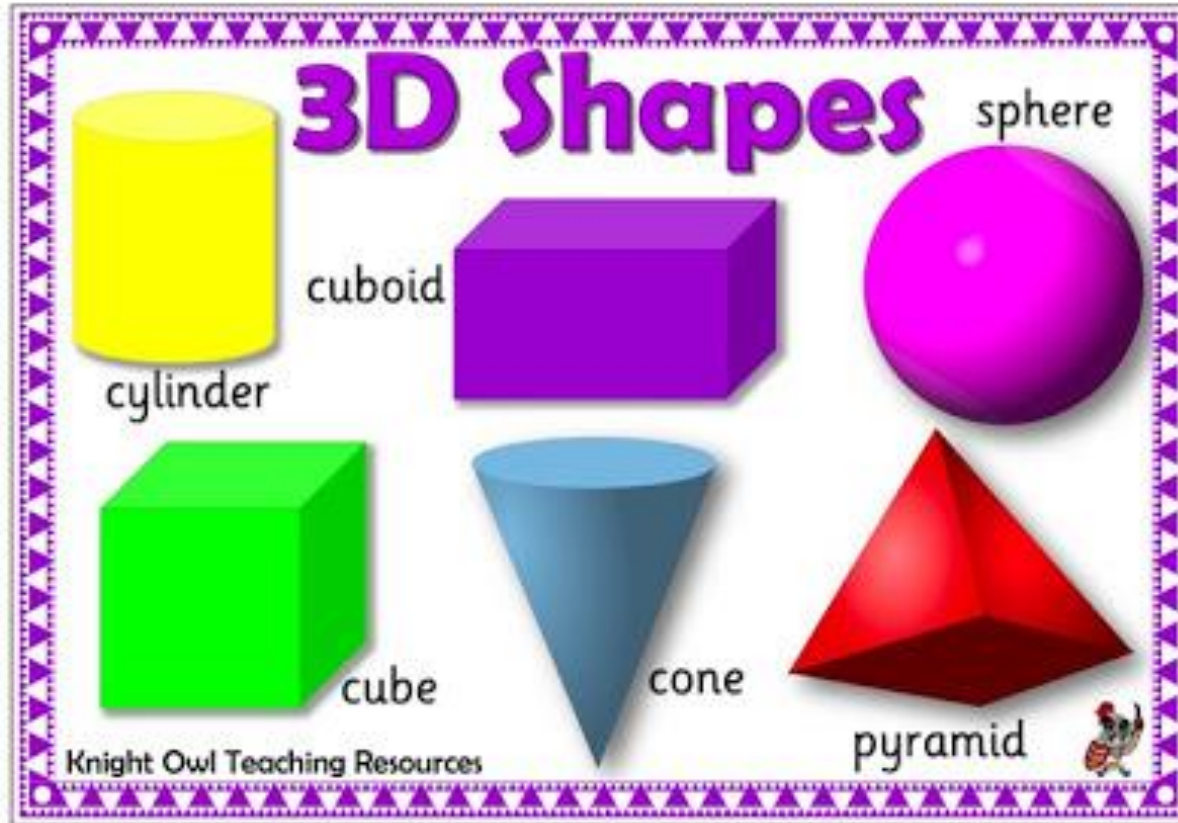 3D Shapes
sphere
cuboid
cylinder
cube
cone
pyramid
Knight Owl Teaching Resources